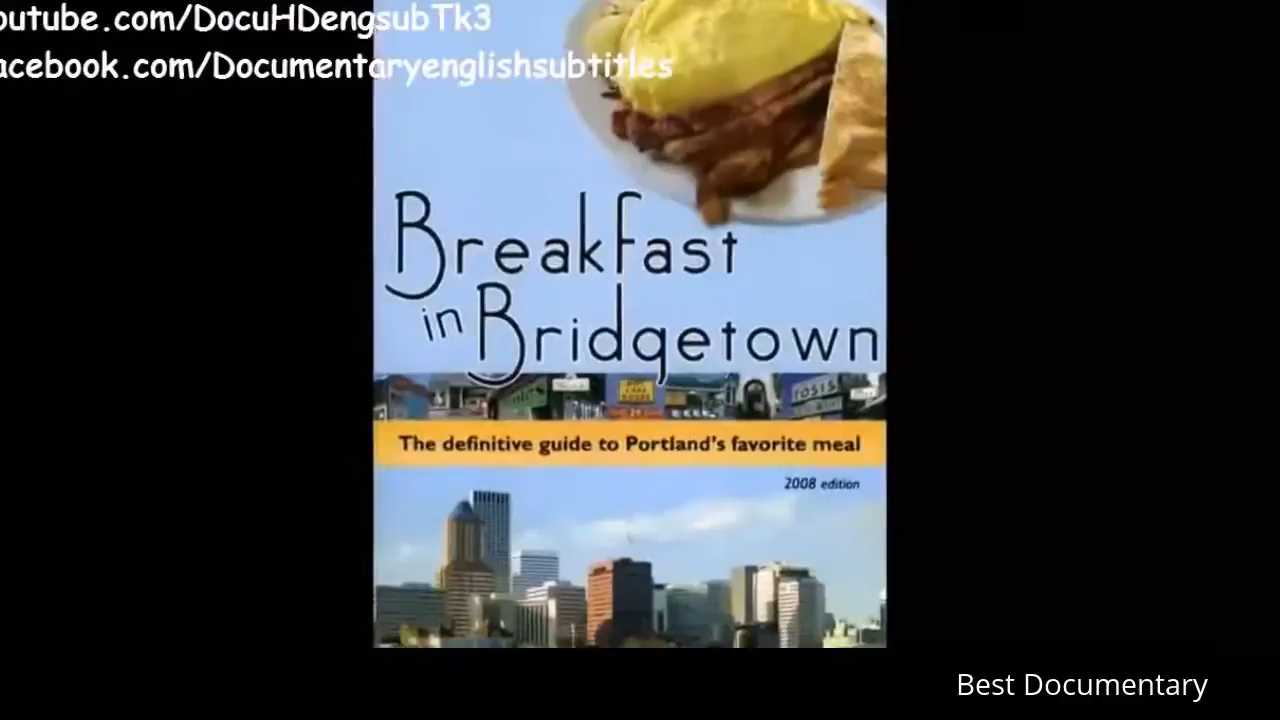 outube.com/DocuHDengsubTk3
acebook.com/Documentaryenglishsubtitles
Breakfast
in Bridgetown
ROSIS
The definitive guide to Portland's favorite meal
2008 edition
Best Documentary